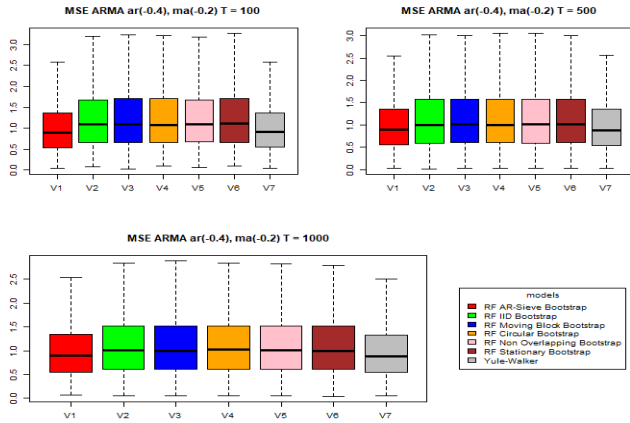 MSE ARMA ar(-0.4), ma(-0.2) T = 100
3.0
2.5
2.0
1.5
1.0
0.5
0.0
V1 V2 V3 V4 V5 V6 V7
MSE ARMA ar(-0.4), ma(-0.2) T = 500
3.0
2.5
2.0
1.5
1.0
0.5
0.0
V1 V2 V3 V4 V5 V6 V7
MSE ARMA ar(-0.4), ma(-0.2) T = 1000
2.5
2.0
1.5
1.0
0.5
0.0
V1 V2 V3 V4 V5 V6 V7
models
RF AR-Sieve Bootstrap
RF IID Bootstrap
RF Moving Block Bootstrap
RF Circular Bootstrap
RF Non Overlapping Bootstrap
RF Stationary Bootstrap
Yule-Walker